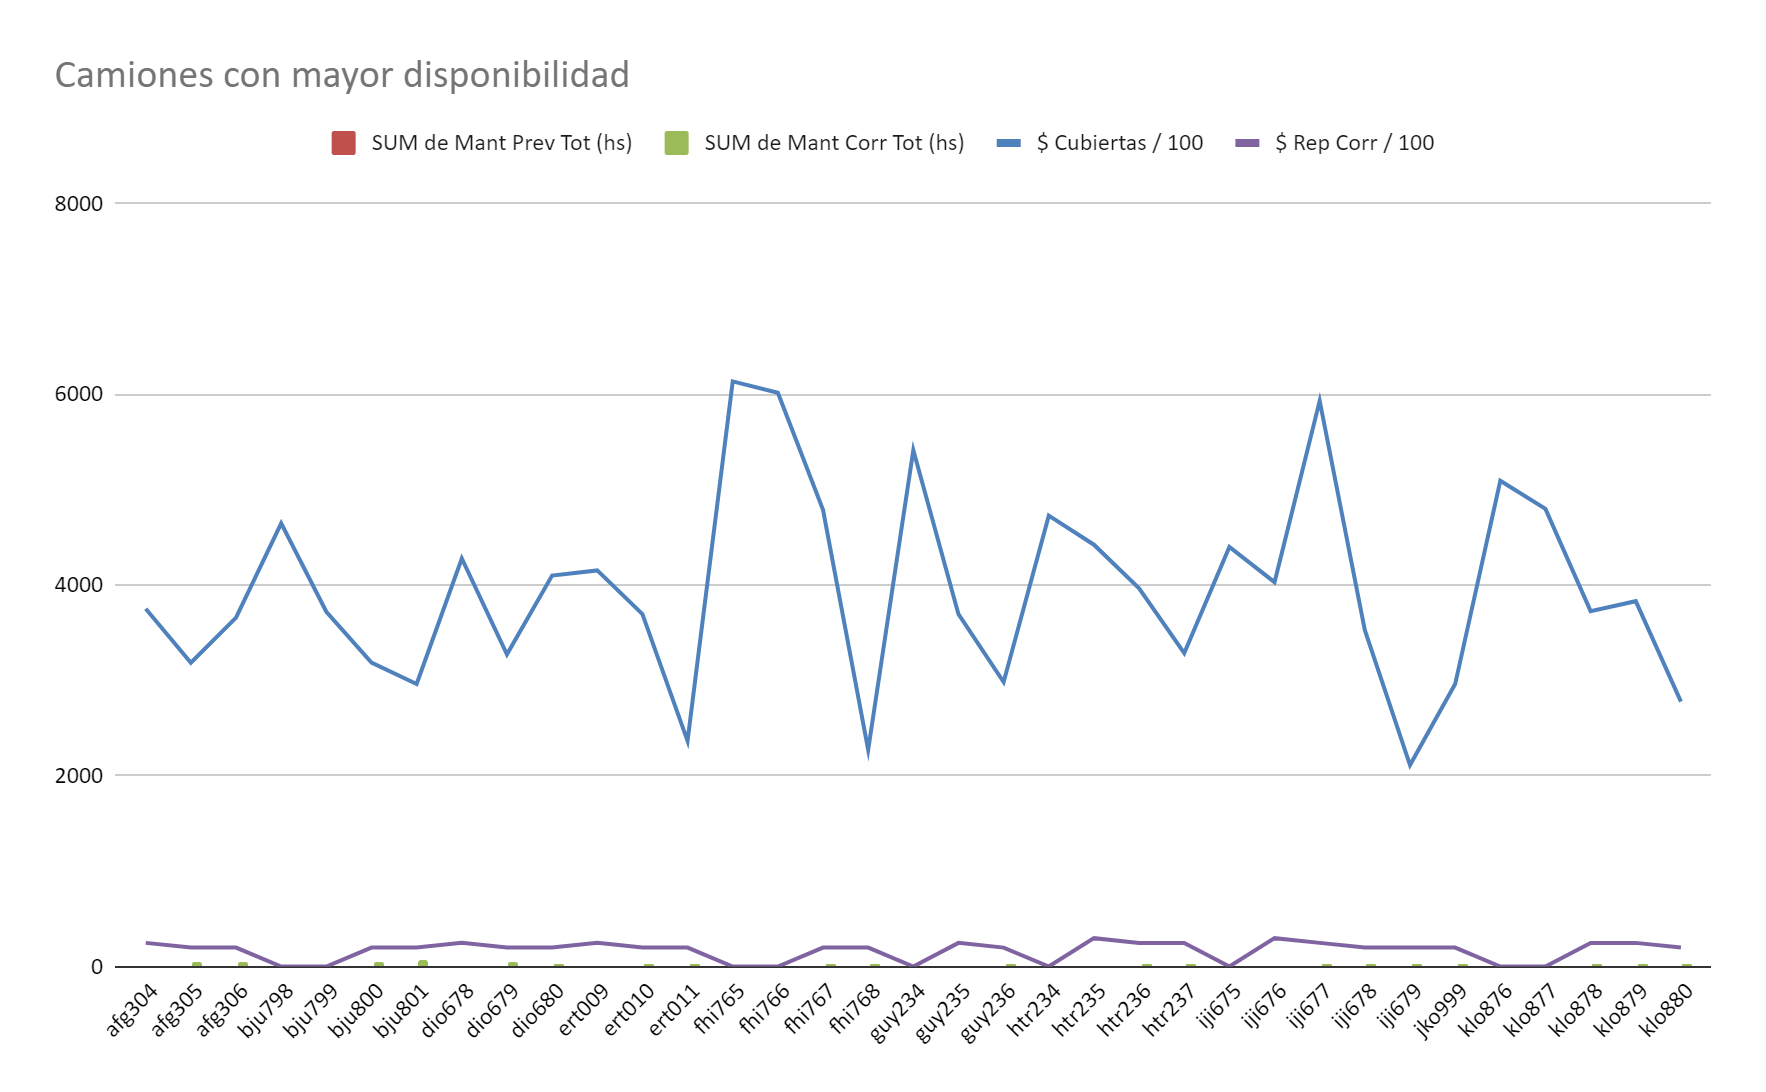 Camiones con mayor disponibilidad
SUM de Mant Prev Tot (hs) SUM de Mant Corr Tot (hs) $ Cubiertas / 100 $ Rep Corr / 100
8000
6000
4000
2000
0
afg304 afg305 afg306 bju798 bju799 bju800 bju801 dio678 dio679 dio680 ert009 ert010 ert011 fhi765 fhi766 fhi767 fhi768 guy234 guy235 guy236 htr234 htr235 htr236 htr237 iji675 iji676 iji677 iji678 iji679 jko999 klo876 klo877 klo878 klo879 klo880